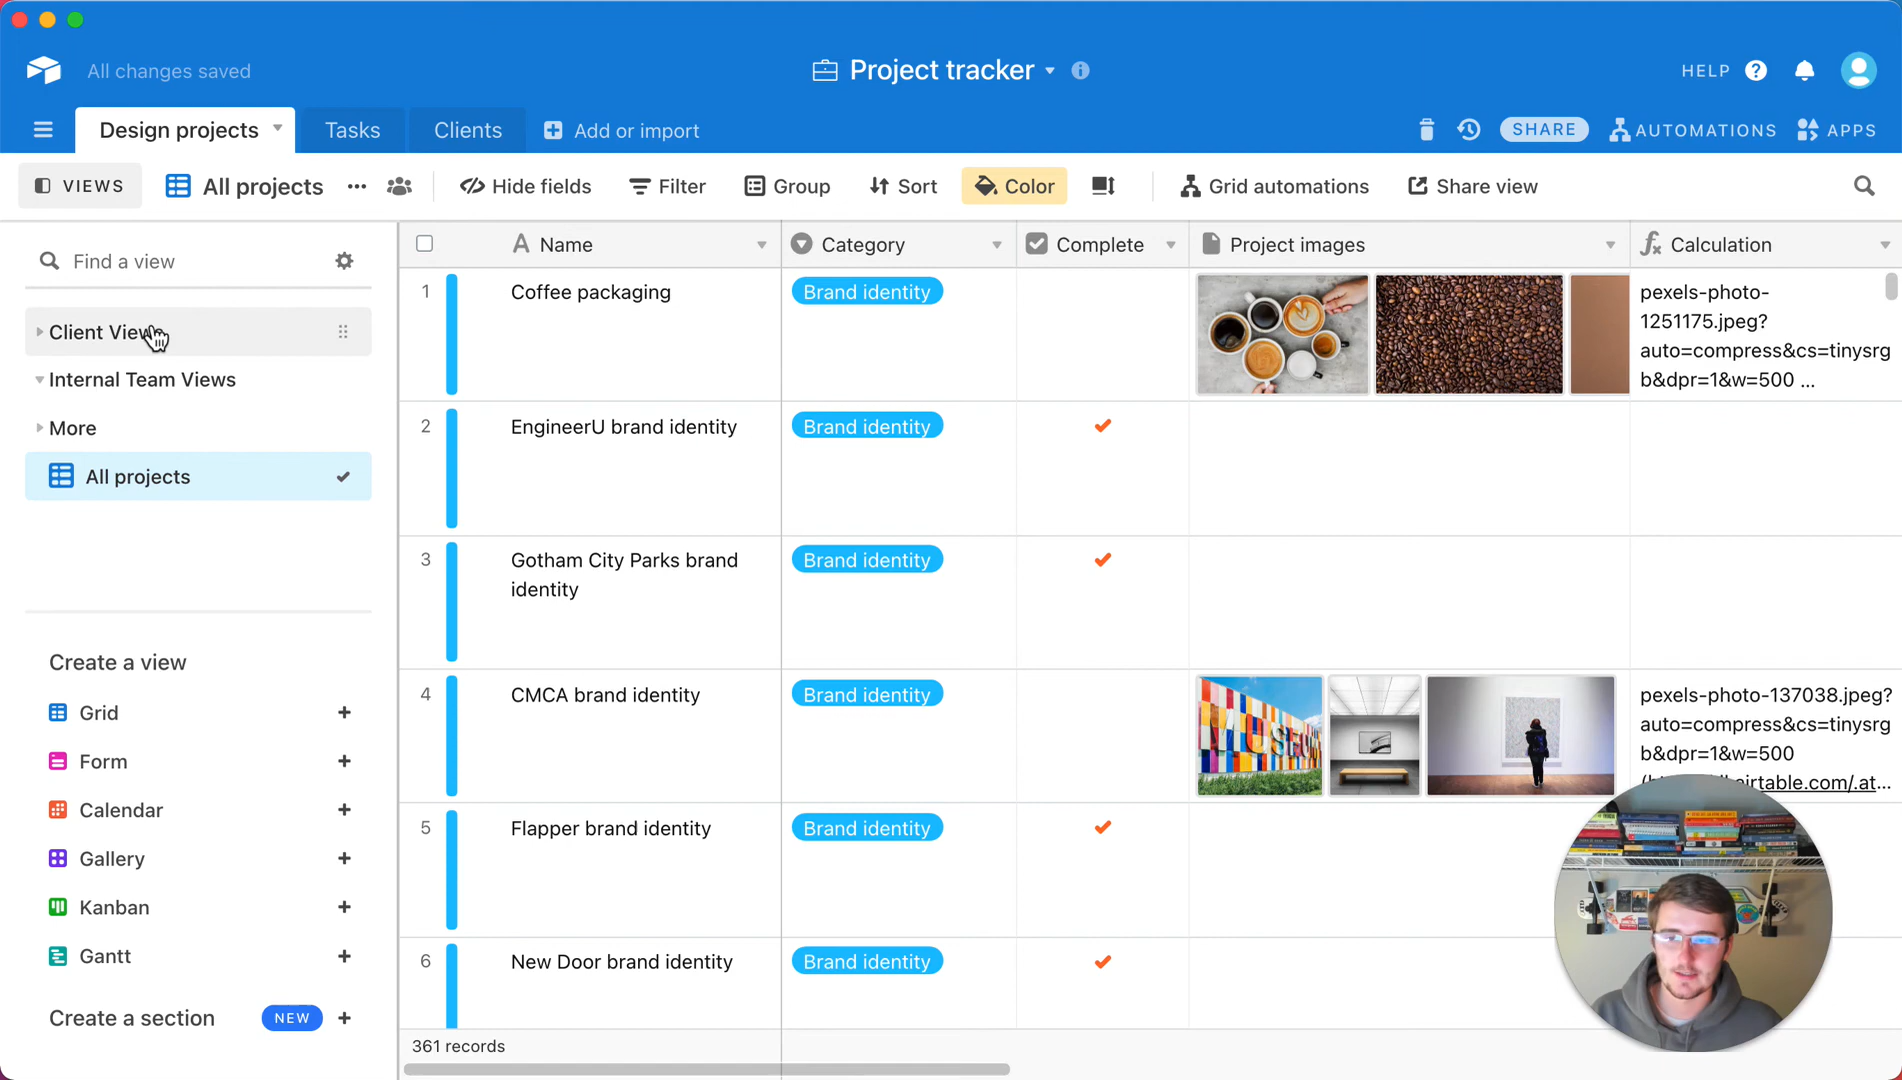 All changes saved
Project tracker
HELP
Design projects
Tasks
Clients
Add or import
SHARE
AUTOMATIONS
APPS
VIEWS
All projects
Hide fields
Filter
Group
Sort
Color
Grid automations
Share view
Find a view
Client View
Internal Team Views
More
All projects
Create a view
Grid
Form
Calendar
Gallery
Kanban
Gantt
Create a section
NEW
Name
Category
Complete
Project images
Calculation
1
Coffee packaging
Brand identity
pexels-photo-
1251175.jpeg?
auto=compress&cs=tinysrg
b&dpr=1&w=500 ...
2
EngineerU brand identity
Brand identity
3
Gotham City Parks brand
identity
Brand identity
4
CMCA brand identity
Brand identity
MUSEUM
pexels-photo-137038.jpeg?
auto=compress&cs=tinysrg
b&dpr=1&w=500
airtable.com/.at...
5
Flapper brand identity
Brand identity
6
New Door brand identity
Brand identity
361 records